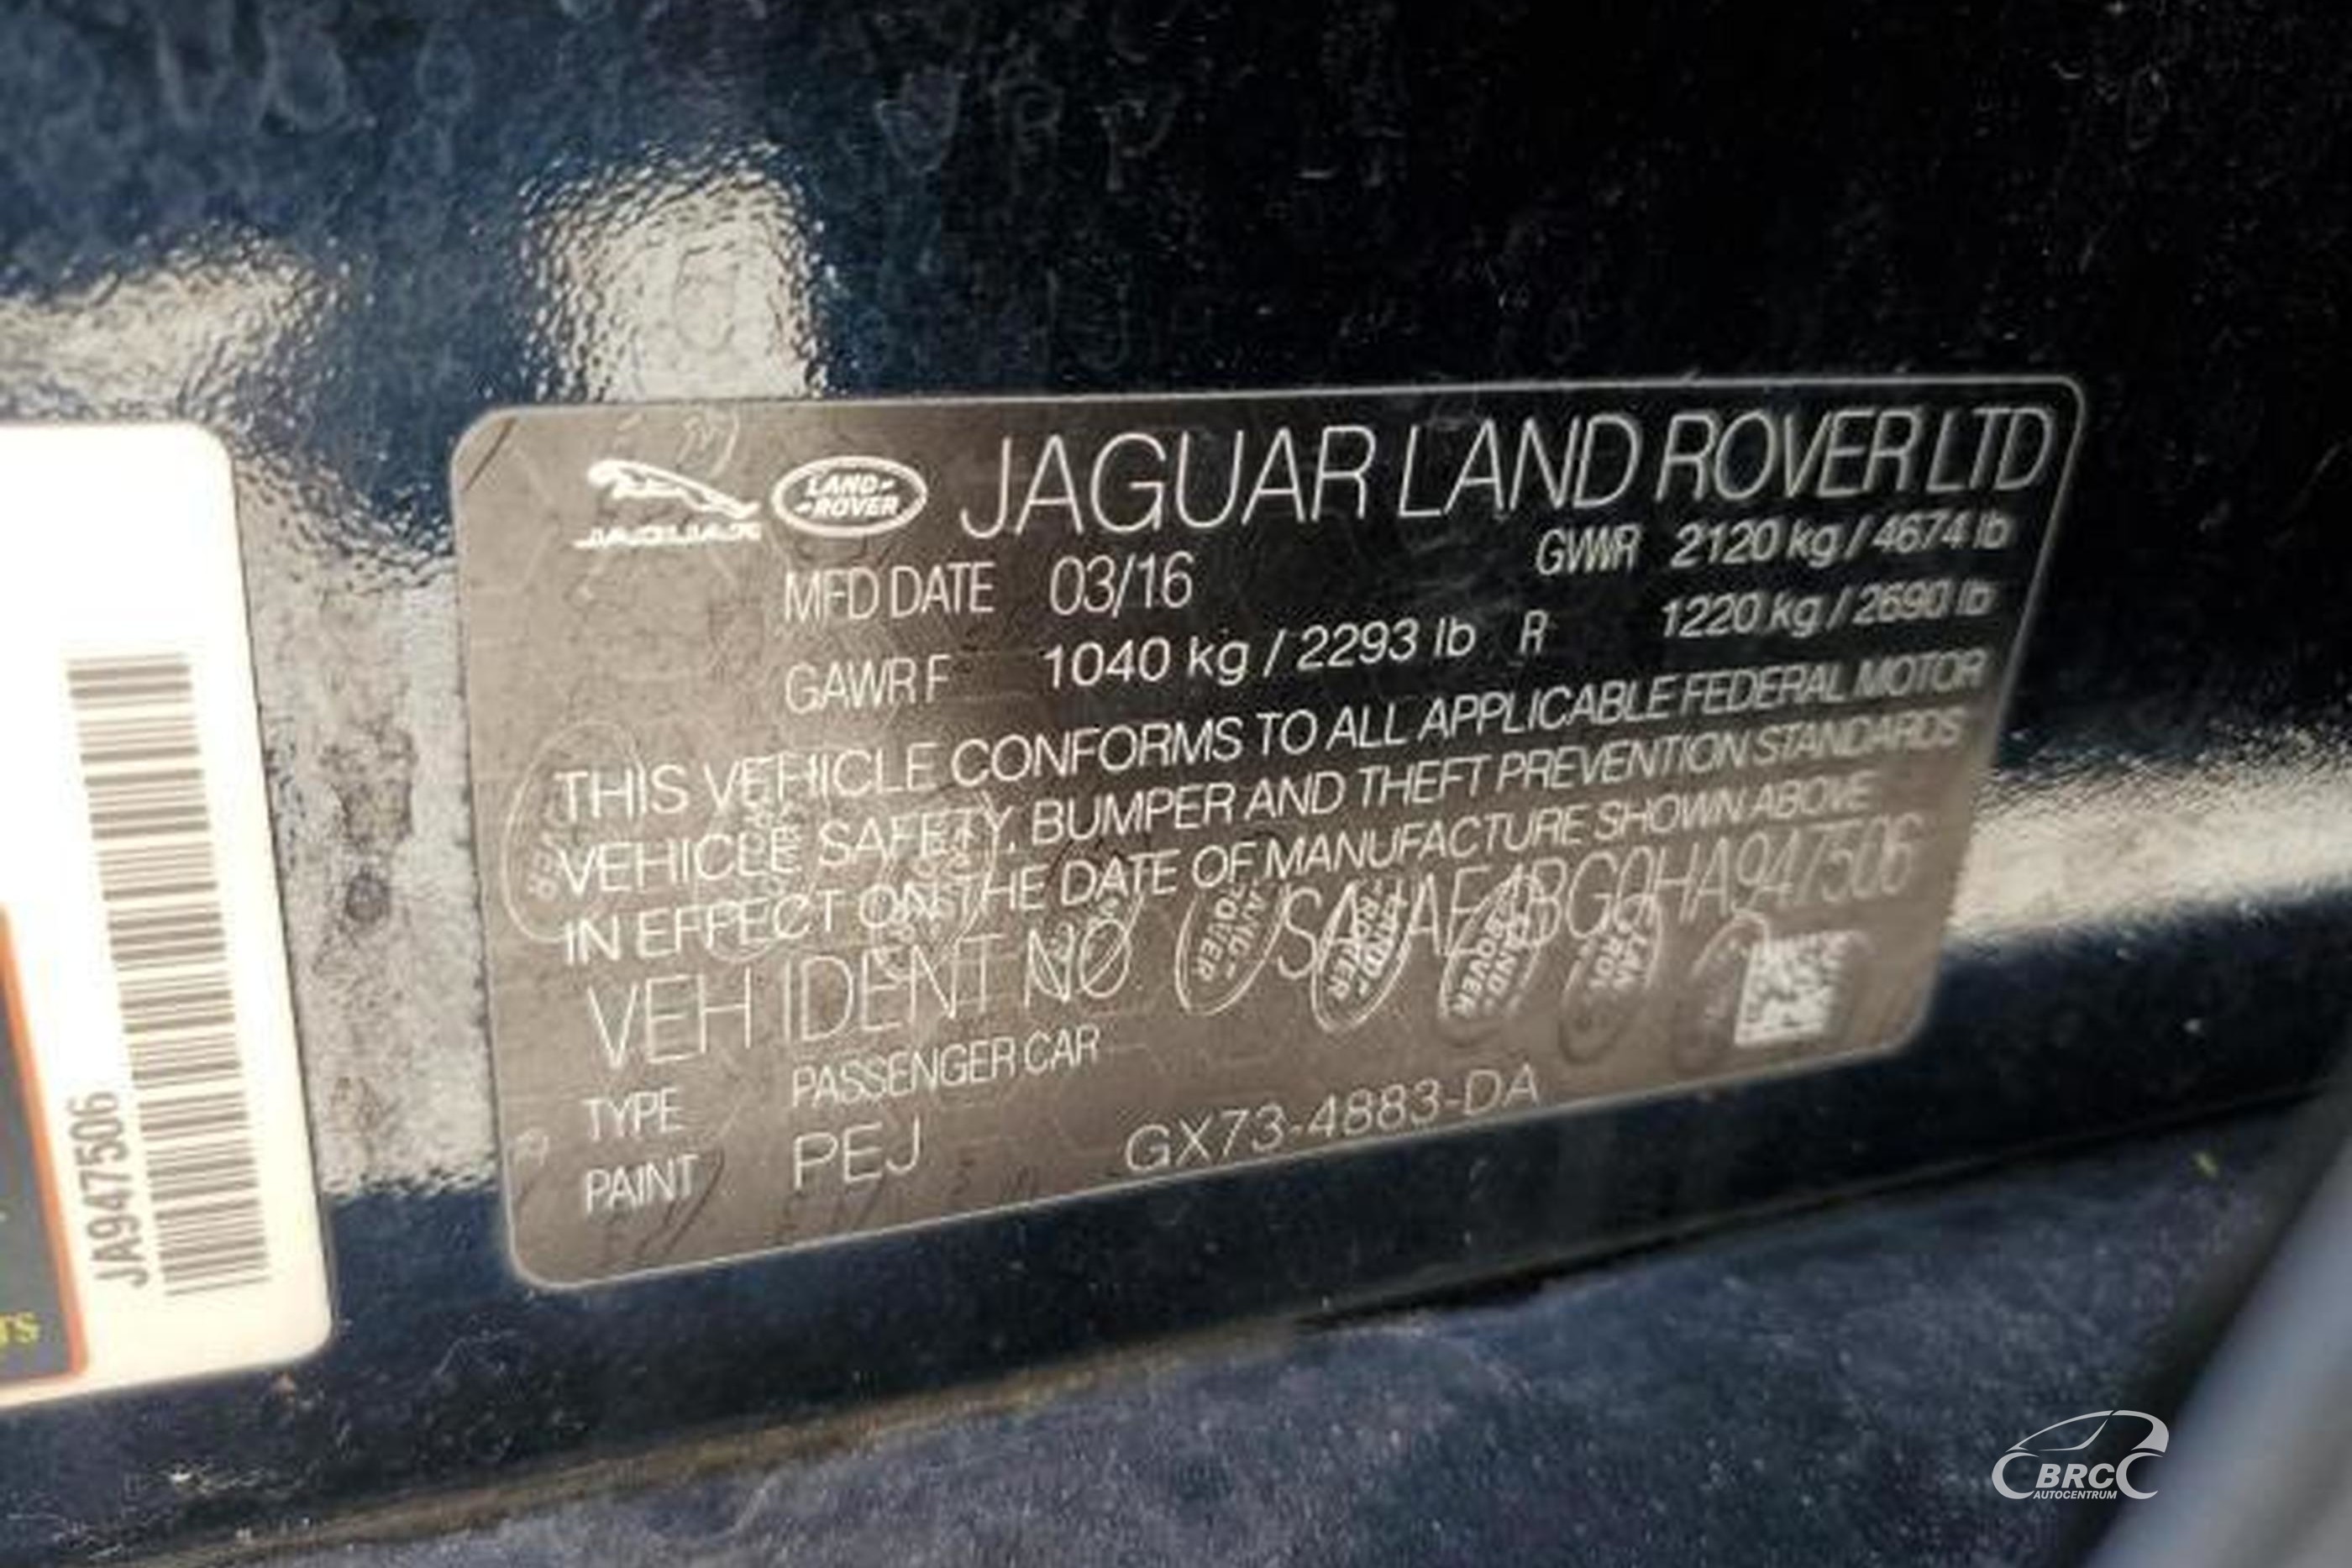 JAGUAR
LAND-
-ROVER
JAGUAR LAND ROVER LTD
MFD DATE 03/16 GVWR 2120 kg / 4674 lb
GAWR F 1040 kg / 2293 lb R 1220 kg / 2690 lb
THIS VEHICLE CONFORMS TO ALL APPLICABLE FEDERAL MOTOR
VEHICLE SAFETY, BUMPER AND THEFT PREVENTION STANDARDS
IN EFFECT ON THE DATE OF MANUFACTURE SHOWN ABOVE
VEH IDENT NO SAJAE4BG0HA947506
TYPE PASSENGER CAR
PAINT PEJ GX73-4883-DA
JA947506
TS
BRC
AUTOCENTRUM